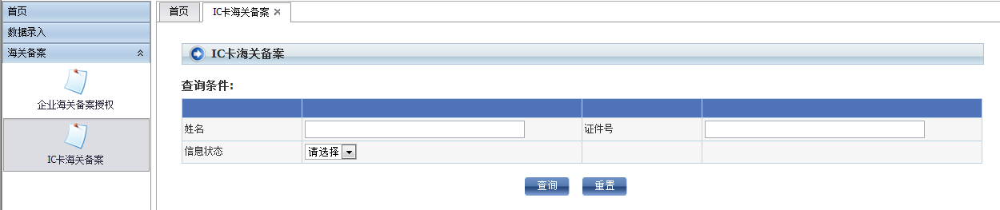 首页
数据录入
海关备案
企业海关备案授权
IC卡海关备案
首页 IC卡海关备案
IC卡海关备案
查询条件:
姓名 证件号
信息状态 请选择
查询 重置